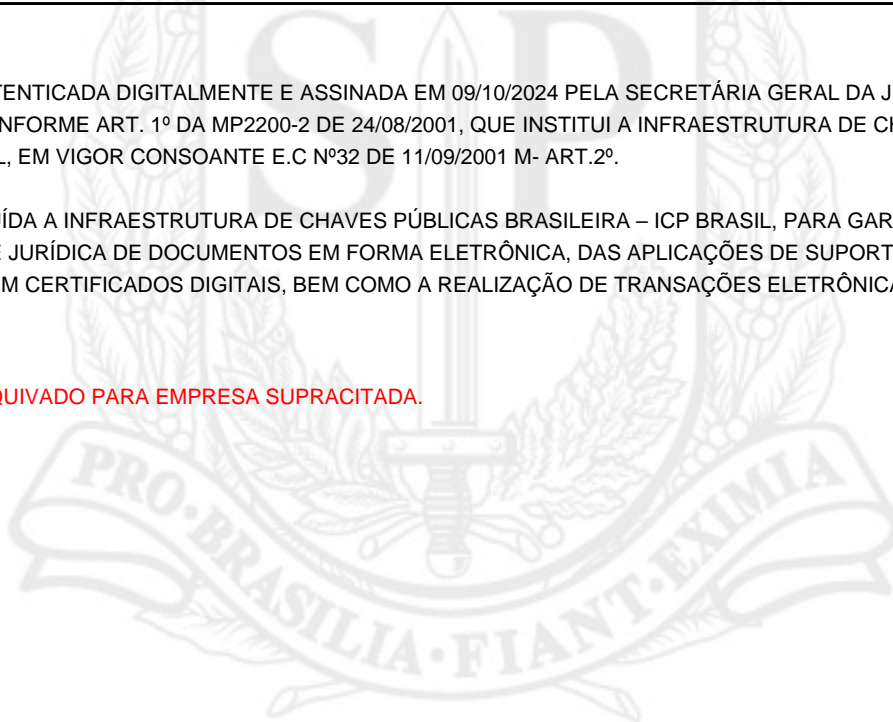 TENTICADA DIGITALMENTE E ASSINADA EM 09/10/2024 PELA SECRETÁRIA GERAL DA J
NFORME ART. 1º DA MP2200-2 DE 24/08/2001, QUE INSTITUI A INFRAESTRUTURA DE CH
L, EM VIGOR CONSOANTE E.C Nº32 DE 11/09/2001 M- ART.2º.
UÍDA A INFRAESTRUTURA DE CHAVES PÚBLICAS BRASILEIRA – ICP BRASIL, PARA GAR
E JURÍDICA DE DOCUMENTOS EM FORMA ELETRÔNICA, DAS APLICAÇÕES DE SUPORT
M CERTIFICADOS DIGITAIS, BEM COMO A REALIZAÇÃO DE TRANSAÇÕES ELETRÔNICA
QUIVADO PARA EMPRESA SUPRACITADA.
SP
PRO·BRASILIA·FIANT·EXIMIA